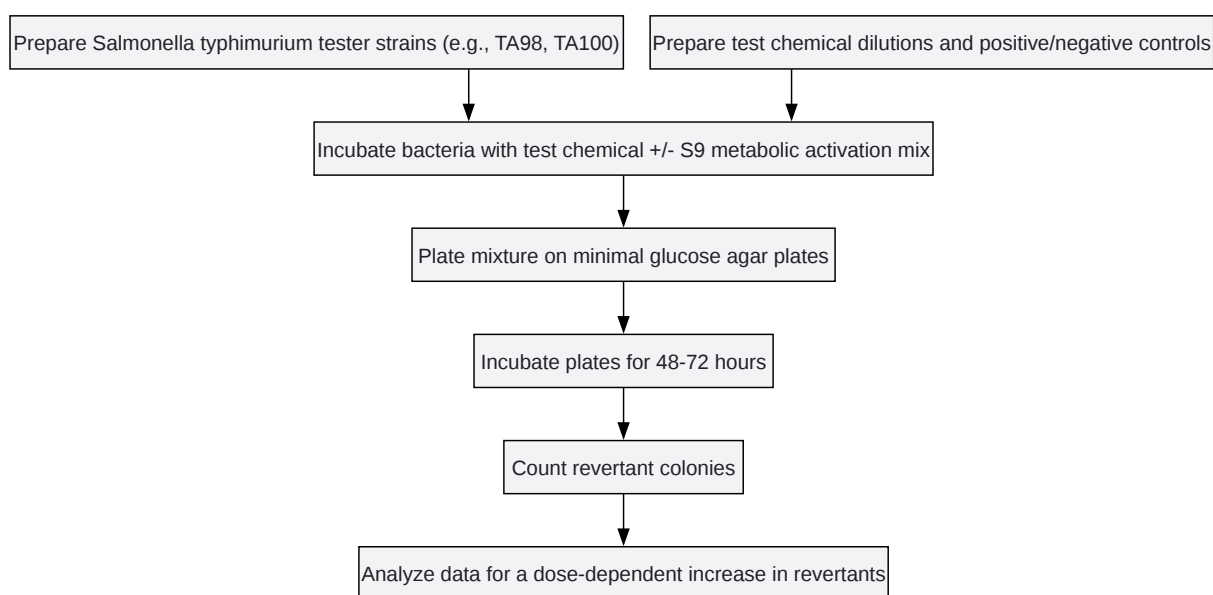 Prepare Salmonella typhimurium tester strains (e.g., TA98, TA100)
Prepare test chemical dilutions and positive/negative controls
Incubate bacteria with test chemical +/- S9 metabolic activation mix
Plate mixture on minimal glucose agar plates
Incubate plates for 48-72 hours
Count revertant colonies
Analyze data for a dose-dependent increase in revertants